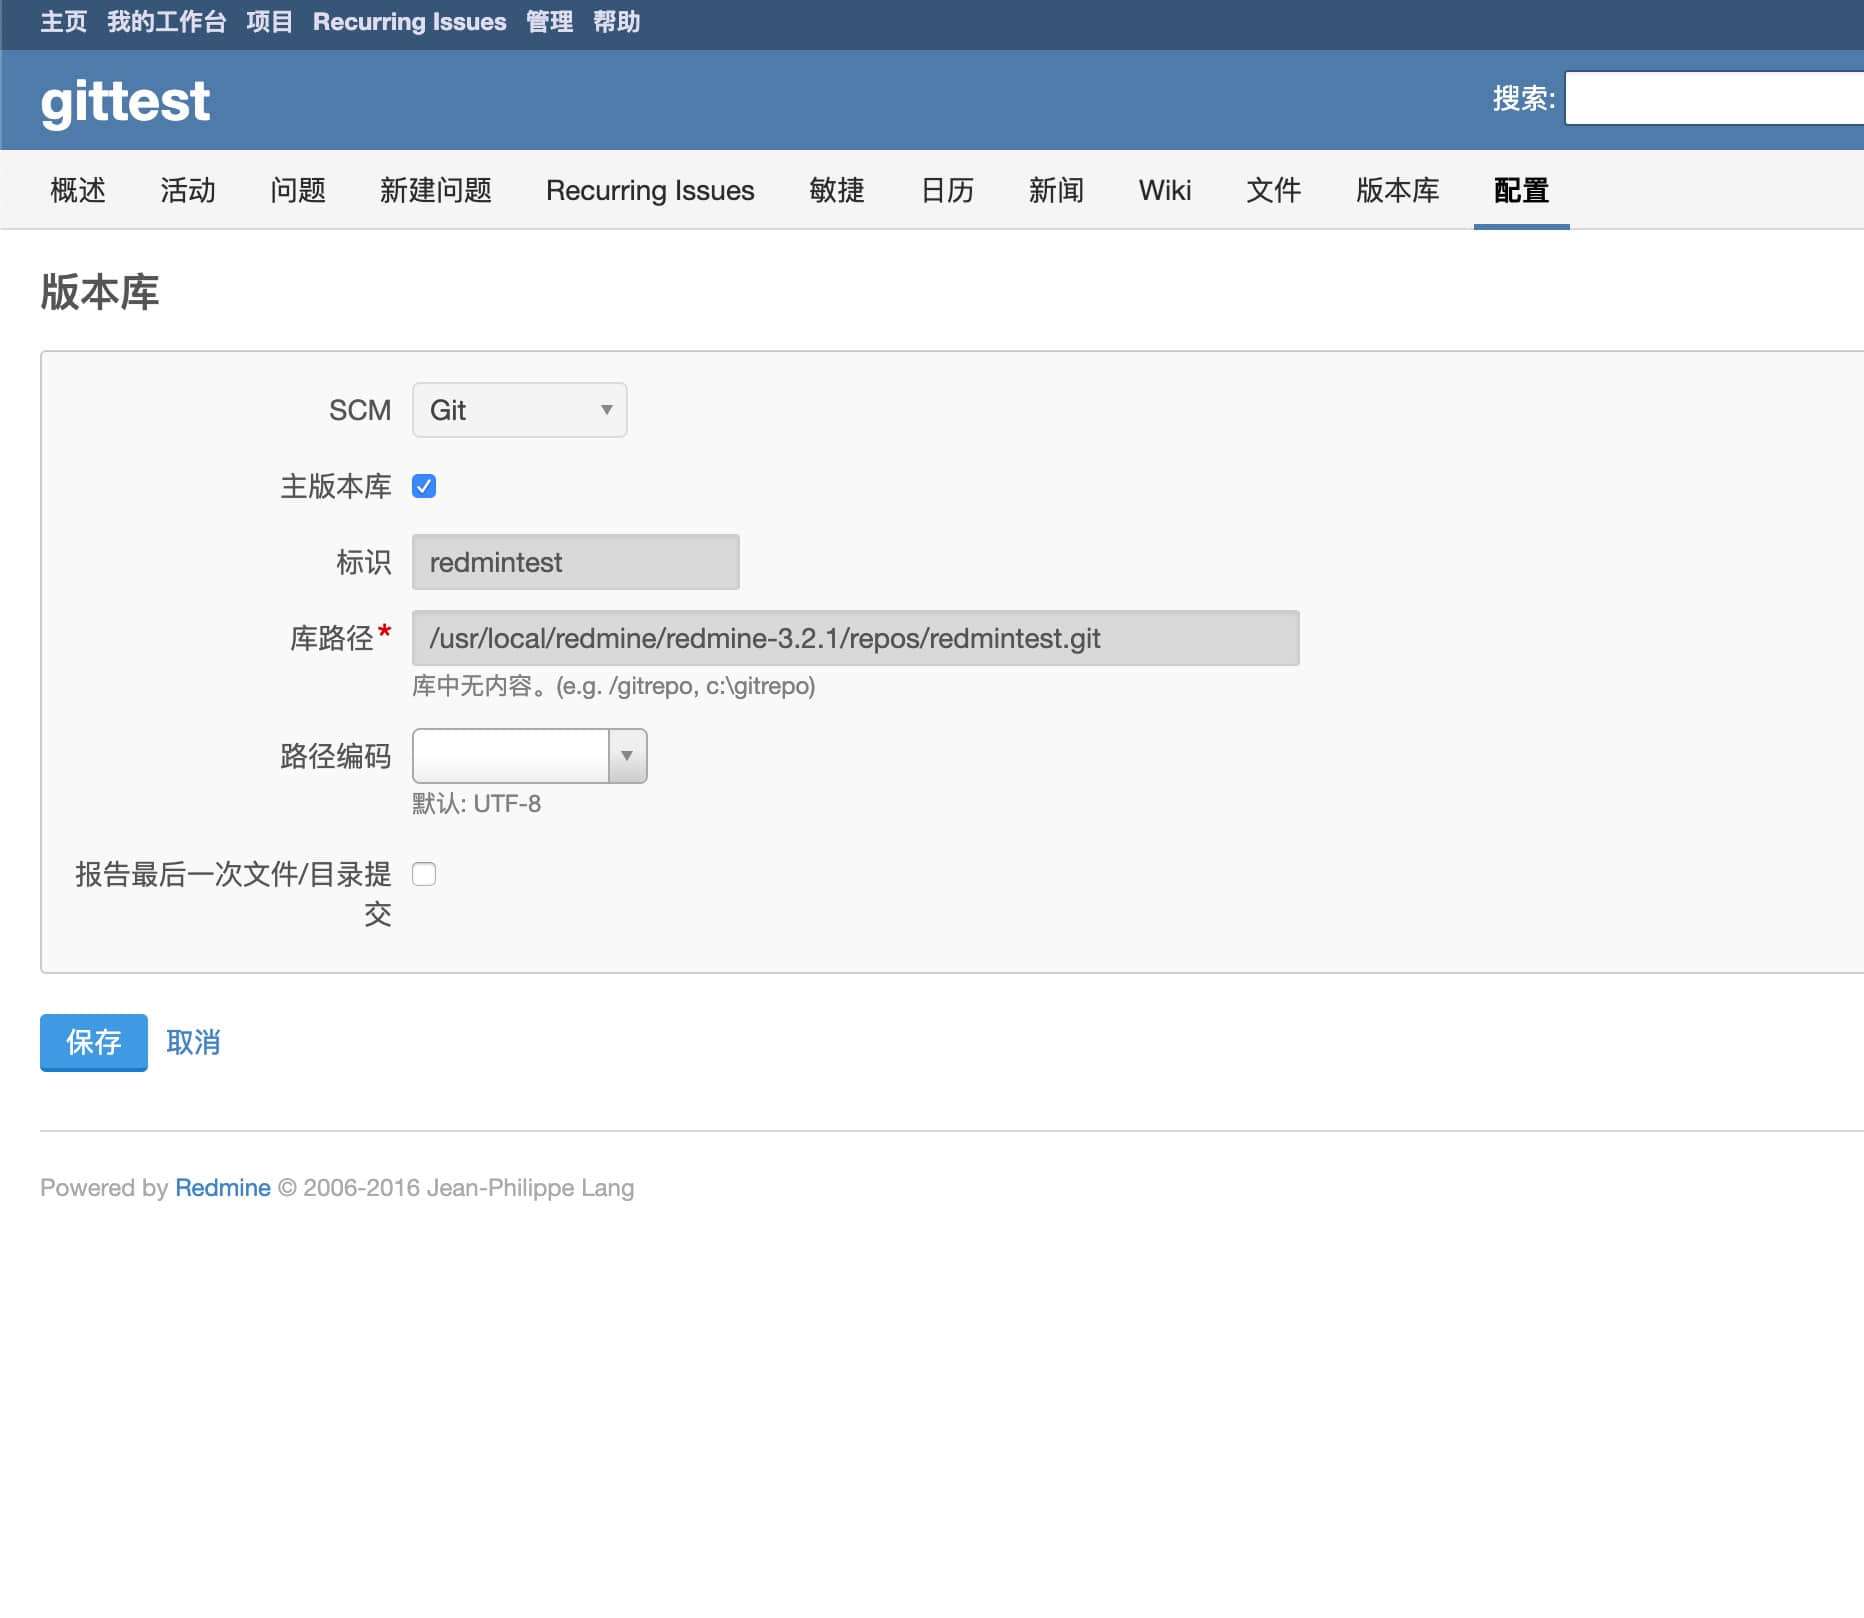 主页 我的工作台 项目 Recurring Issues 管理 帮助
gittest 搜索:
概述 活动 问题 新建问题 Recurring Issues 敏捷 日历 新闻 Wiki 文件 版本库 配置
版本库
SCM Git
主版本库
标识 redmintest
库路径* /usr/local/redmine/redmine-3.2.1/repos/redmintest.git
库中无内容。(e.g. /gitrepo, c:\gitrepo)
路径编码
默认: UTF-8
报告最后一次文件/目录提
交
保存 取消
Powered by Redmine © 2006-2016 Jean-Philippe Lang